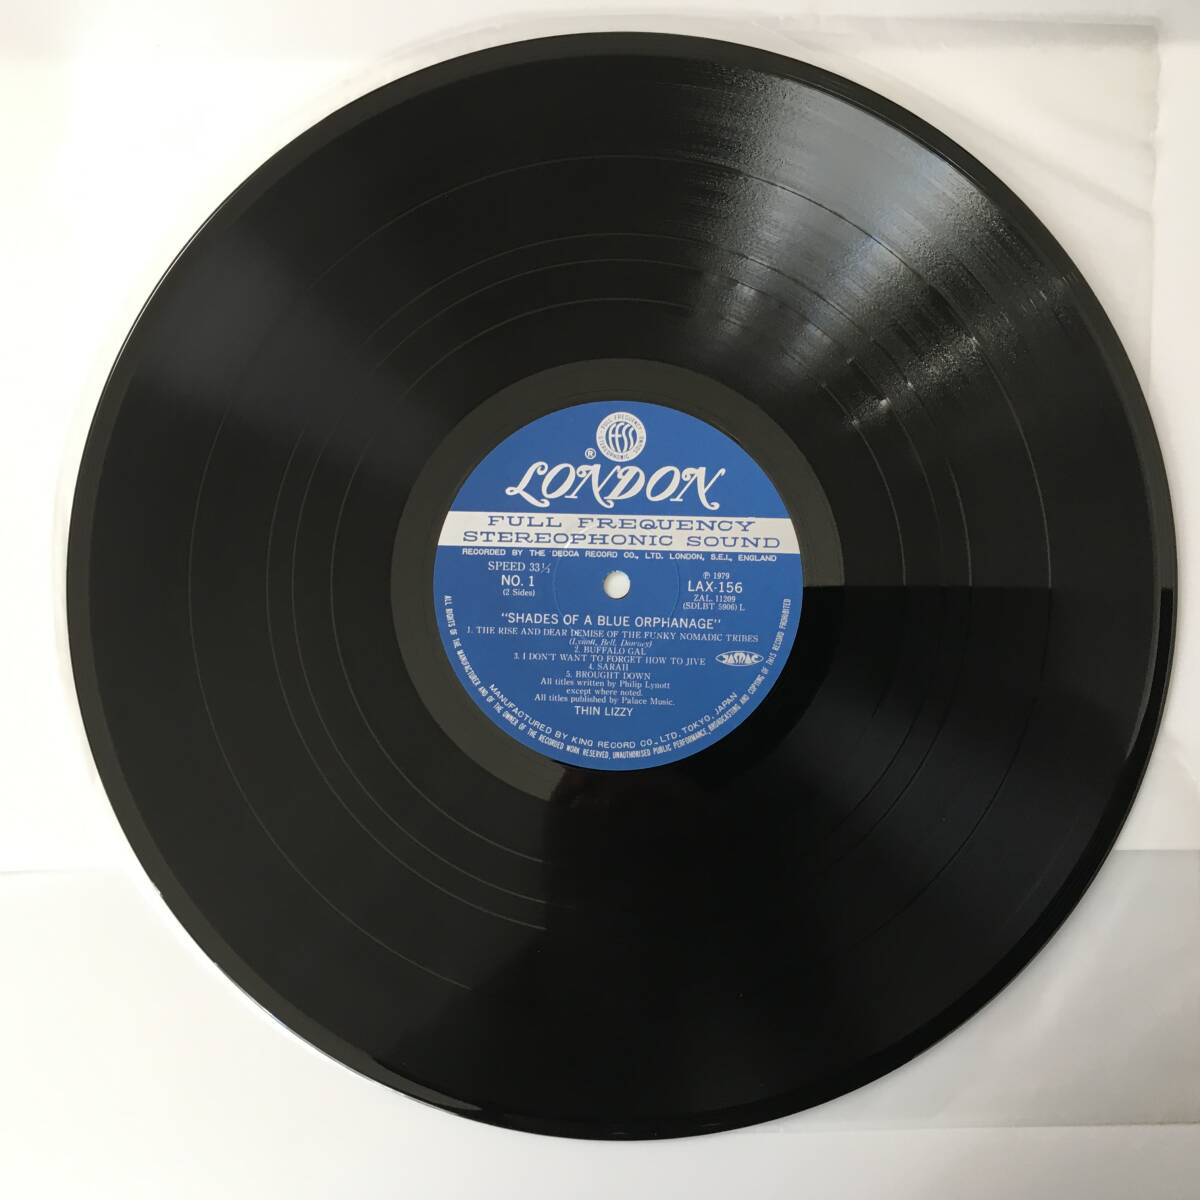 FULL FREQUENCY
ffss
STEREOPHONIC SOUND
®
LONDON
FULL FREQUENCY
STEREOPHONIC SOUND
RECORDED BY THE DECCA RECORD CO., LTD. LONDON, S.E.I., ENGLAND
SPEED 33⅓
NO. 1
(2 Sides)
℗ 1979
LAX-156
ZAL. 11209
(SDLBT 5906) L
"SHADES OF A BLUE ORPHANAGE"
1. THE RISE AND DEAR DEMISE OF THE FUNKY NOMADIC TRIBES
(Lynott, Bell, Downey)
2. BUFFALO GAL
3. I DON'T WANT TO FORGET HOW TO JIVE
4. SARAH
5. BROUGHT DOWN
All titles written by Philip Lynott
except where noted.
All titles published by Palace Music.
THIN LIZZY
JASRAC
MANUFACTURED BY KING RECORD CO., LTD. TOKYO, JAPAN
ALL RIGHTS OF THE MANUFACTURER AND OF THE OWNER OF THE RECORDED WORK RESERVED, UNAUTHORISED PUBLIC PERFORMANCE, BROADCASTING AND COPYING OF THIS RECORD PROHIBITED